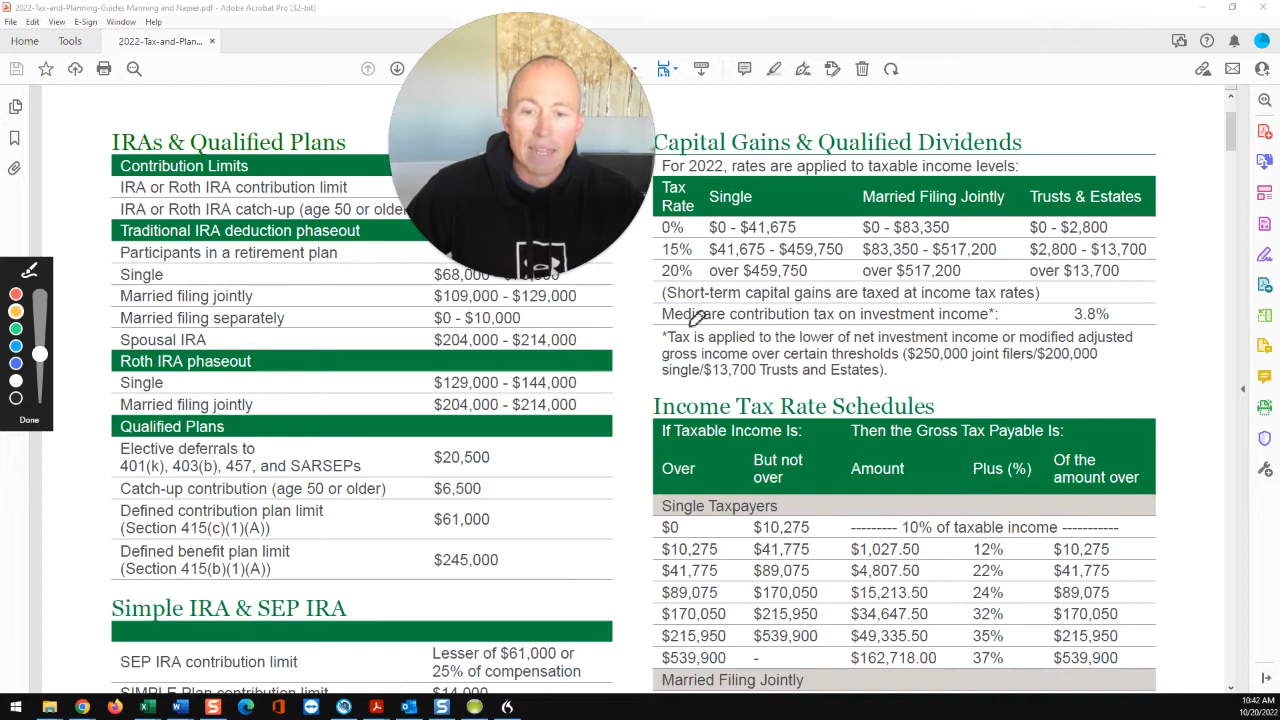 2022-Tax-and-Planning-Guides Manning and Napier.pdf - Adobe Acrobat Pro (32-bit)
File Edit View E-Sign Window Help
Home Tools 2022-Tax-and-Plan... ×
IRAs & Qualified Plans
Contribution Limits
IRA or Roth IRA contribution limit
IRA or Roth IRA catch-up (age 50 or older
Traditional IRA deduction phaseout
Participants in a retirement plan
Single $68,000
Married filing jointly $109,000 - $129,000
Married filing separately $0 - $10,000
Spousal IRA $204,000 - $214,000
Roth IRA phaseout
Single $129,000 - $144,000
Married filing jointly $204,000 - $214,000
Qualified Plans
Elective deferrals to
401(k), 403(b), 457, and SARSEPs $20,500
Catch-up contribution (age 50 or older) $6,500
Defined contribution plan limit
(Section 415(c)(1)(A)) $61,000
Defined benefit plan limit
(Section 415(b)(1)(A)) $245,000
Simple IRA & SEP IRA
SEP IRA contribution limit Lesser of $61,000 or
25% of compensation
SIMPLE Plan contribution limit $14,000
Capital Gains & Qualified Dividends
For 2022, rates are applied to taxable income levels:
Tax Rate Single Married Filing Jointly Trusts & Estates
0% $0 - $41,675 $0 - $83,350 $0 - $2,800
15% $41,675 - $459,750 $83,350 - $517,200 $2,800 - $13,700
20% over $459,750 over $517,200 over $13,700
(Short-term capital gains are taxed at income tax rates)
Medicare contribution tax on investment income*: 3.8%
*Tax is applied to the lower of net investment income or modified adjusted
gross income over certain thresholds ($250,000 joint filers/$200,000
single/$13,700 Trusts and Estates).
Income Tax Rate Schedules
If Taxable Income Is: Then the Gross Tax Payable Is:
Over But not over Amount Plus (%) Of the amount over
Single Taxpayers
$0 $10,275 --------- 10% of taxable income -----------
$10,275 $41,775 $1,027.50 12% $10,275
$41,775 $89,075 $4,807.50 22% $41,775
$89,075 $170,050 $15,213.50 24% $89,075
$170,050 $215,950 $34,647.50 32% $170,050
$215,950 $539,900 $49,335.50 35% $215,950
$539,900 - $162,718.00 37% $539,900
Married Filing Jointly
Done
10:42 AM
10/20/2022